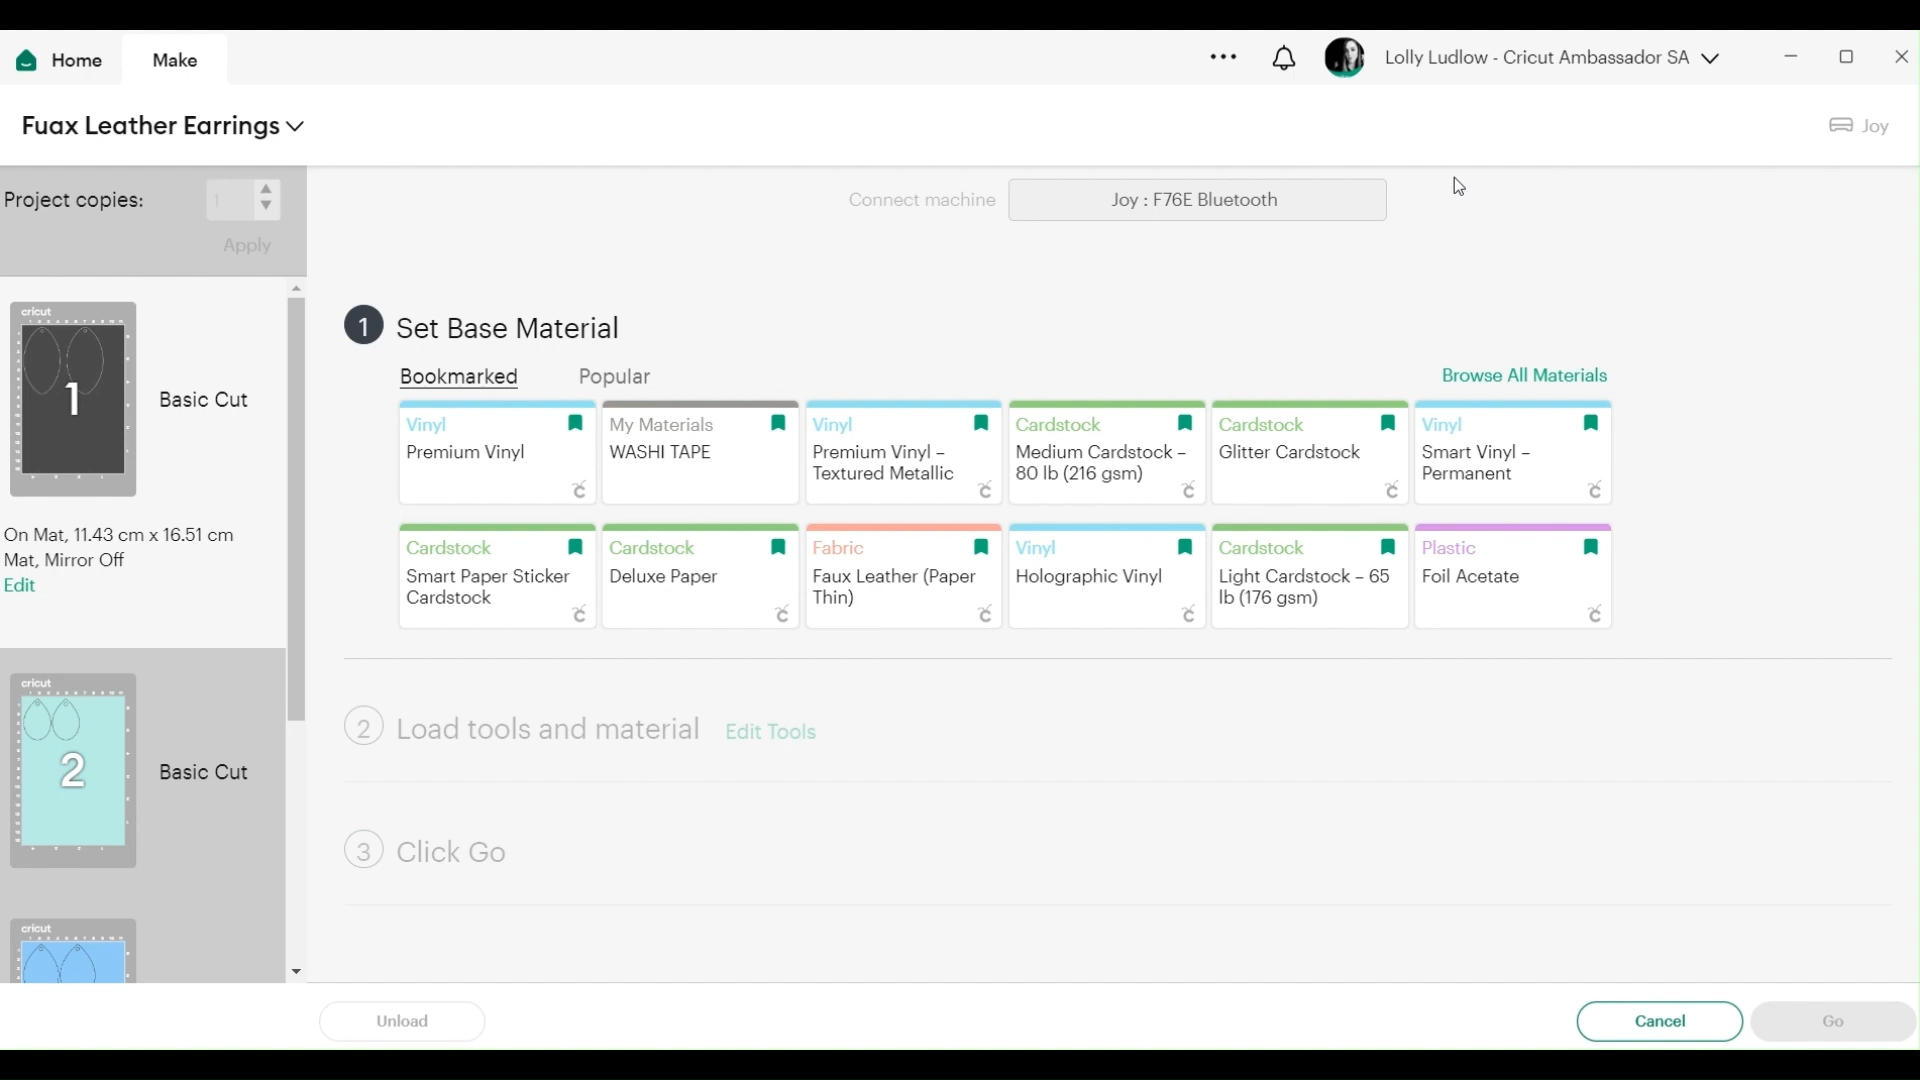 Home
Make
Lolly Ludlow - Cricut Ambassador SA
Fuax Leather Earrings
Joy
Project copies:
1
Apply
Connect machine
Joy : F76E Bluetooth
cricut
1
Basic Cut
On Mat, 11.43 cm x 16.51 cm
Mat, Mirror Off
Edit
cricut
2
Basic Cut
cricut
1 Set Base Material
Bookmarked
Popular
Browse All Materials
Vinyl
Premium Vinyl
My Materials
WASHI TAPE
Vinyl
Premium Vinyl –
Textured Metallic
Cardstock
Medium Cardstock –
80 lb (216 gsm)
Cardstock
Glitter Cardstock
Vinyl
Smart Vinyl –
Permanent
Cardstock
Smart Paper Sticker
Cardstock
Cardstock
Deluxe Paper
Fabric
Faux Leather (Paper
Thin)
Vinyl
Holographic Vinyl
Cardstock
Light Cardstock – 65
lb (176 gsm)
Plastic
Foil Acetate
2 Load tools and material
Edit Tools
3 Click Go
Unload
Cancel
Go